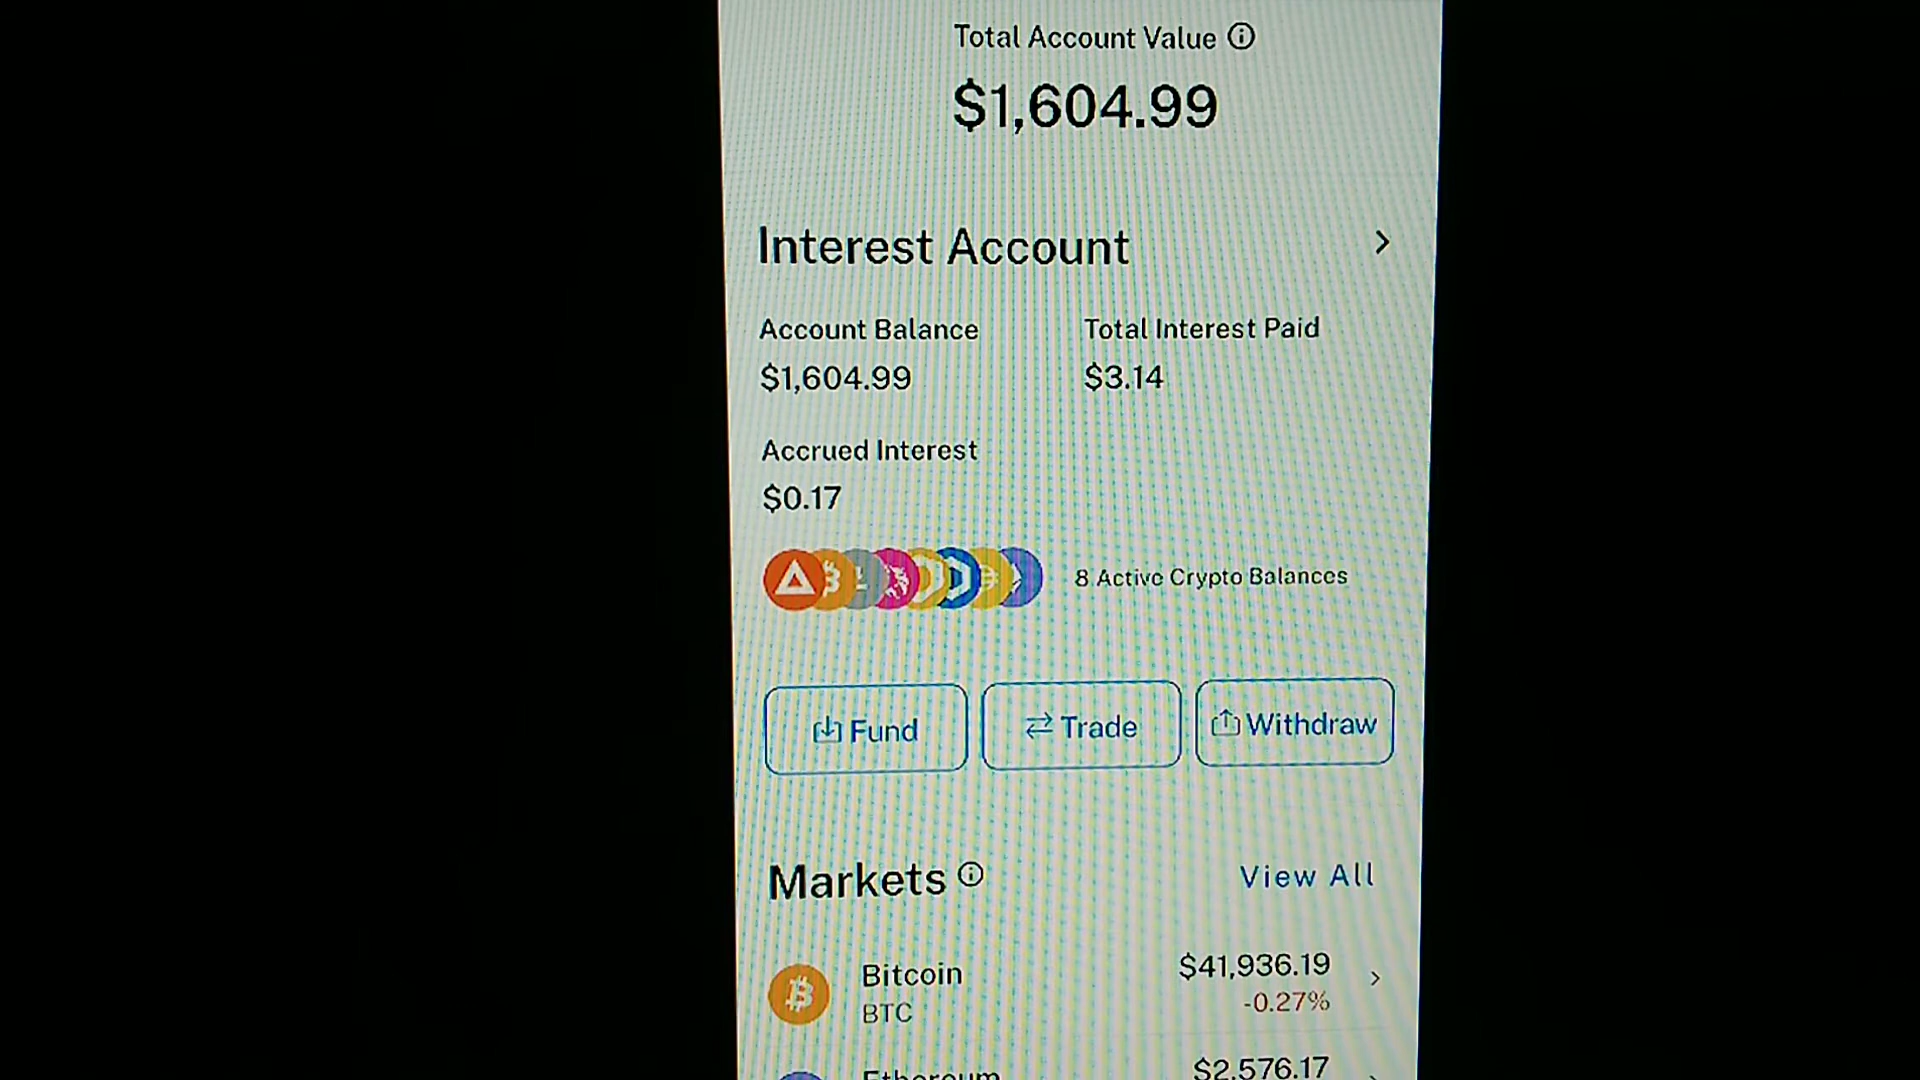 Total Account Value
$1,604.99
Interest Account
Account Balance
Total Interest Paid
$1,604.99
$3.14
Accrued Interest
$0.17
8 Active Crypto Balances
Fund
Trade
Withdraw
Markets
View All
Bitcoin
$41,936.19
BTC
-0.27%
Ethereum
$2,576.17